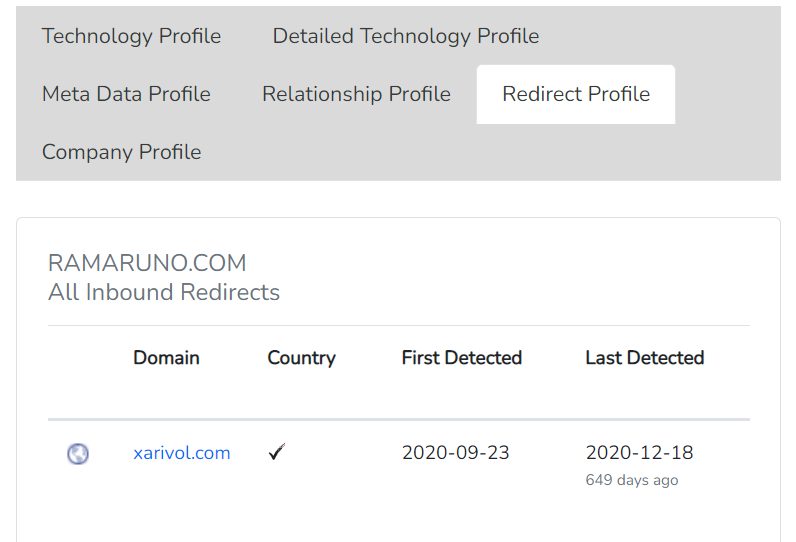 Technology Profile Detailed Technology Profile
Meta Data Profile Relationship Profile Redirect Profile
Company Profile
RAMARUNO.COM
All Inbound Redirects
Domain Country First Detected Last Detected
xarivol.com ✓ 2020-09-23 2020-12-18
649 days ago